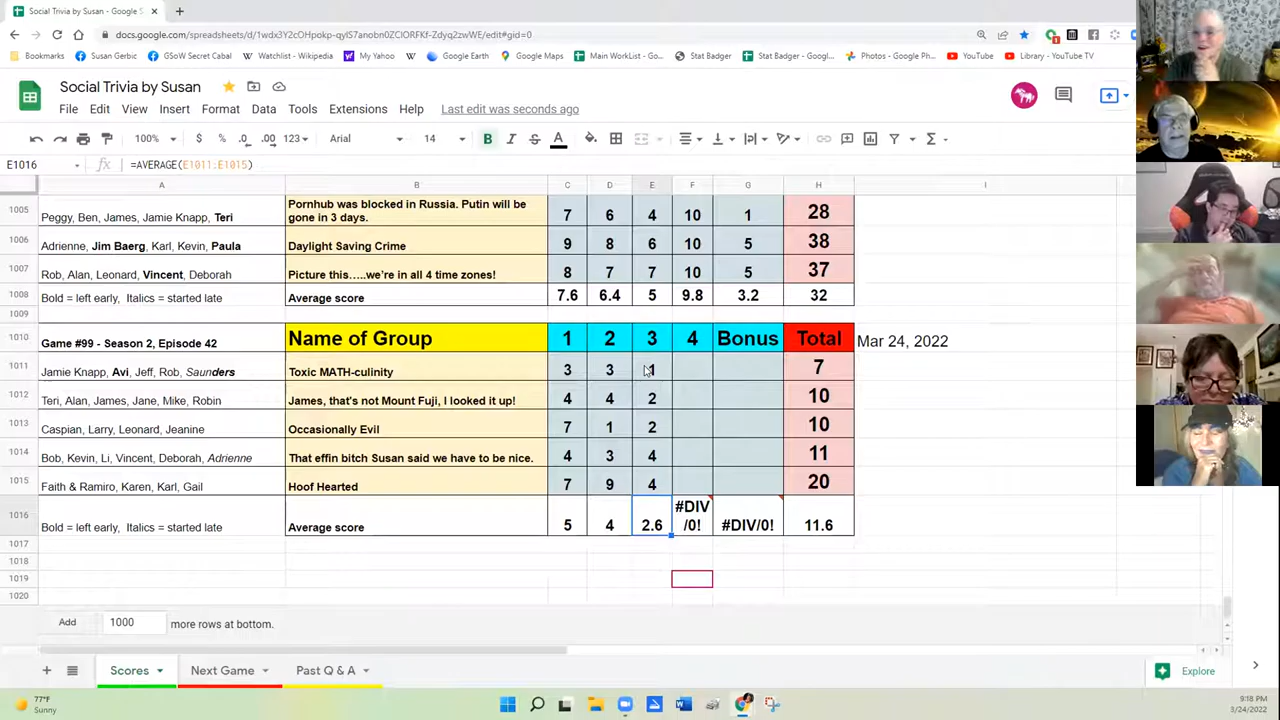 Social Trivia by Susan - Google S
docs.google.com/
Bookmarks Susan Gerbic GSoW Secret Cabal Watchlist - Wikipedia My Yahoo Google Earth Google Maps Main WorkList - Go... Stat Badger Stat Badger - Googl... Photos - Google Ph... YouTube Library - YouTube TV
Social Trivia by Susan
File Edit View Insert Format Data Tools Extensions Help Last edit was seconds ago
100% $ % .0 .00 123 Arial 14 B I S A
E1016 fx =AVERAGE(E1011:E1015)
A B C D E F G H I
1005 Peggy, Ben, James, Jamie Knapp, Teri Pornhub was blocked in Russia. Putin will be gone in 3 days. 7 6 4 10 1 28
1006 Adrienne, Jim Baerg, Karl, Kevin, Paula Daylight Saving Crime 9 8 6 10 5 38
1007 Rob, Alan, Leonard, Vincent, Deborah Picture this.....we're in all 4 time zones! 8 7 7 10 5 37
1008 Bold = left early, Italics = started late Average score 7.6 6.4 5 9.8 3.2 32
1009
1010 Game #99 - Season 2, Episode 42 Name of Group 1 2 3 4 Bonus Total Mar 24, 2022
1011 Jamie Knapp, Avi, Jeff, Rob, Saunders Toxic MATH-culinity 3 3 1 7
1012 Teri, Alan, James, Jane, Mike, Robin James, that's not Mount Fuji, I looked it up! 4 4 2 10
1013 Caspian, Larry, Leonard, Jeanine Occasionally Evil 7 1 2 10
1014 Bob, Kevin, Li, Vincent, Deborah, Adrienne That effin bitch Susan said we have to be nice. 4 3 4 11
1015 Faith & Ramiro, Karen, Karl, Gail Hoof Hearted 7 9 4 20
1016 Bold = left early, Italics = started late Average score 5 4 2.6 #DIV/0! #DIV/0! 11.6
1017
1018
1019
1020
Add 1000 more rows at bottom.
Scores Next Game Past Q & A Explore
77°F
Sunny
9:18 PM
3/24/2022